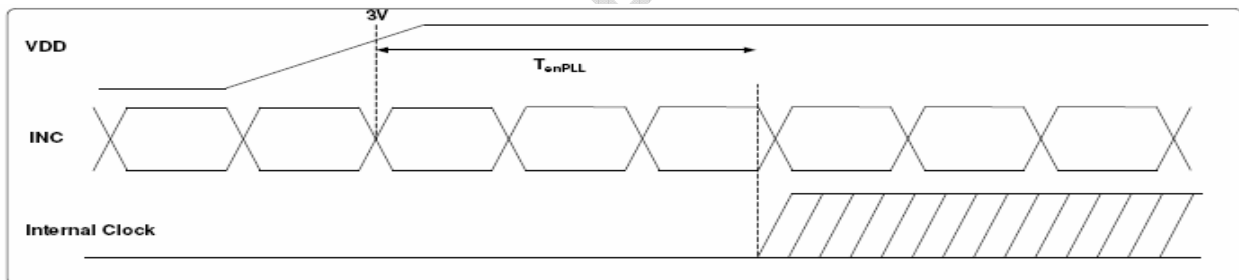 3V
VDD
TenPLL
INC
Internal Clock